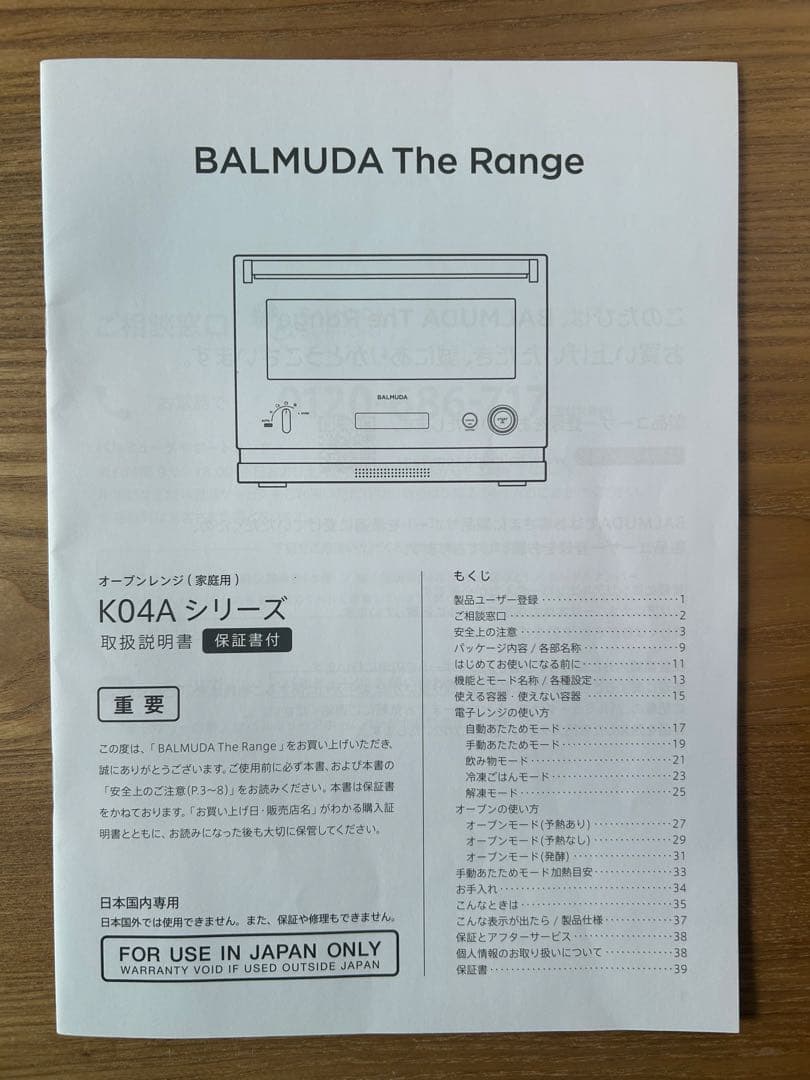 BALMUDA The Range
BALMUDA
オーブンレンジ(家庭用)
K04A シリーズ
取扱説明書 保証書付
重要
この度は、「BALMUDA The Range」をお買い上げいただき、
誠にありがとうございます。ご使用前に必ず本書、および本書の
「安全上のご注意(P.3〜8)」をお読みください。本書は保証書
をかねております。「お買い上げ日・販売店名」がわかる購入証
明書とともに、お読みになった後も大切に保管してください。
日本国内専用
日本国外では使用できません。また、保証や修理もできません。
FOR USE IN JAPAN ONLY
WARRANTY VOID IF USED OUTSIDE JAPAN
もくじ
製品ユーザー登録 1
ご相談窓口 2
安全上の注意 3
パッケージ内容 / 各部名称 9
はじめてお使いになる前に 11
機能とモード名称 / 各種設定 13
使える容器・使えない容器 15
電子レンジの使い方
自動あたためモード 17
手動あたためモード 19
飲み物モード 21
冷凍ごはんモード 23
解凍モード 25
オーブンの使い方
オーブンモード(予熱あり) 27
オーブンモード(予熱なし) 29
オーブンモード(発酵) 31
手動あたためモード加熱目安 33
お手入れ 34
こんなときは 35
こんな表示が出たら / 製品仕様 37
保証とアフターサービス 38
個人情報のお取り扱いについて 38
保証書 39